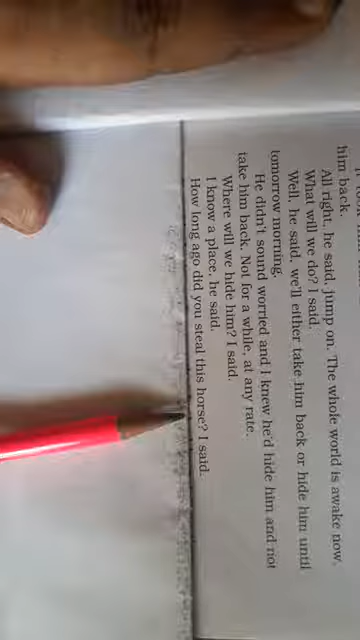 him back.
All right, he said, jump on. The whole world is awake now.
What will we do? I said.
Well, he said, we'll either take him back or hide him until
tomorrow morning.
He didn't sound worried and I knew he'd hide him and not
take him back. Not for a while, at any rate.
Where will we hide him? I said.
I know a place, he said.
How long ago did you steal this horse? I said.